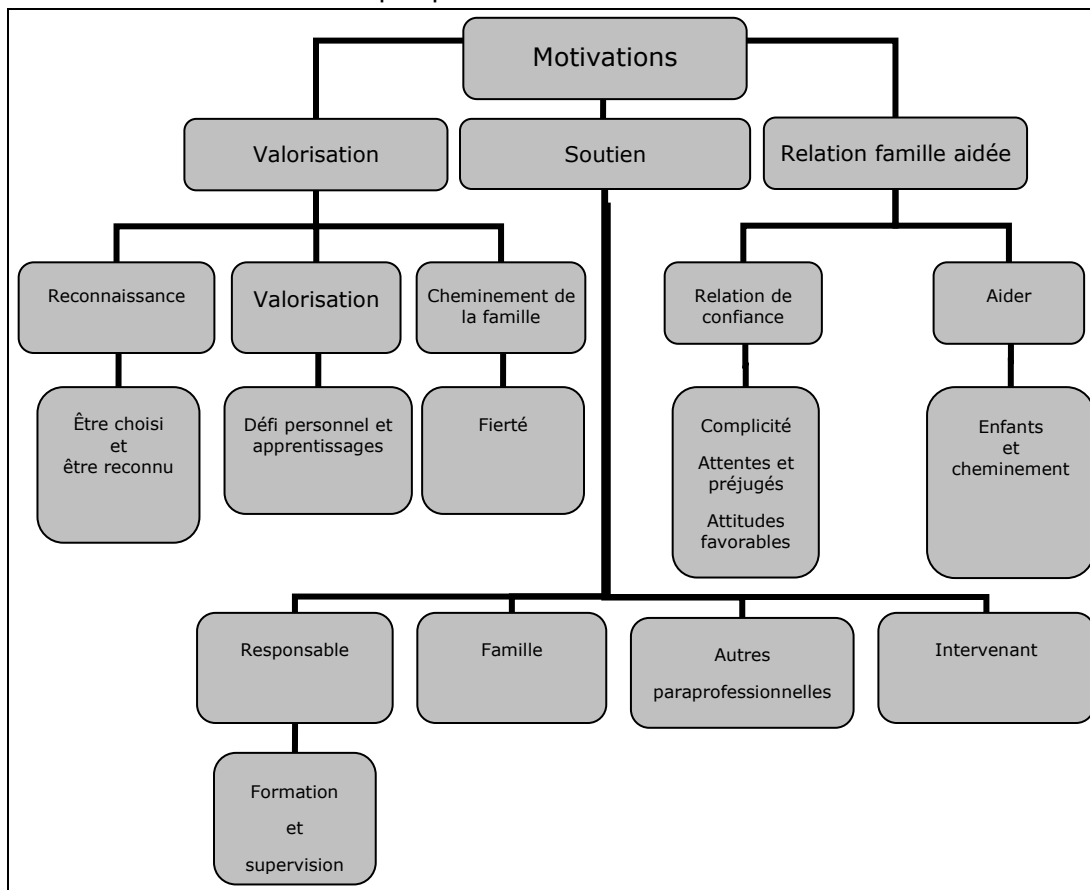 Motivations
Valorisation
Soutien
Relation famille aidée
Reconnaissance
Valorisation
Cheminement de
la famille
Relation de
confiance
Aider
Être choisi
et
être reconnu
Défi personnel et
apprentissages
Fierté
Complicité
Attentes et
préjugés
Attitudes
favorables
Enfants
et
cheminement
Responsable
Famille
Autres
paraprofessionnelles
Intervenant
Formation
et
supervision